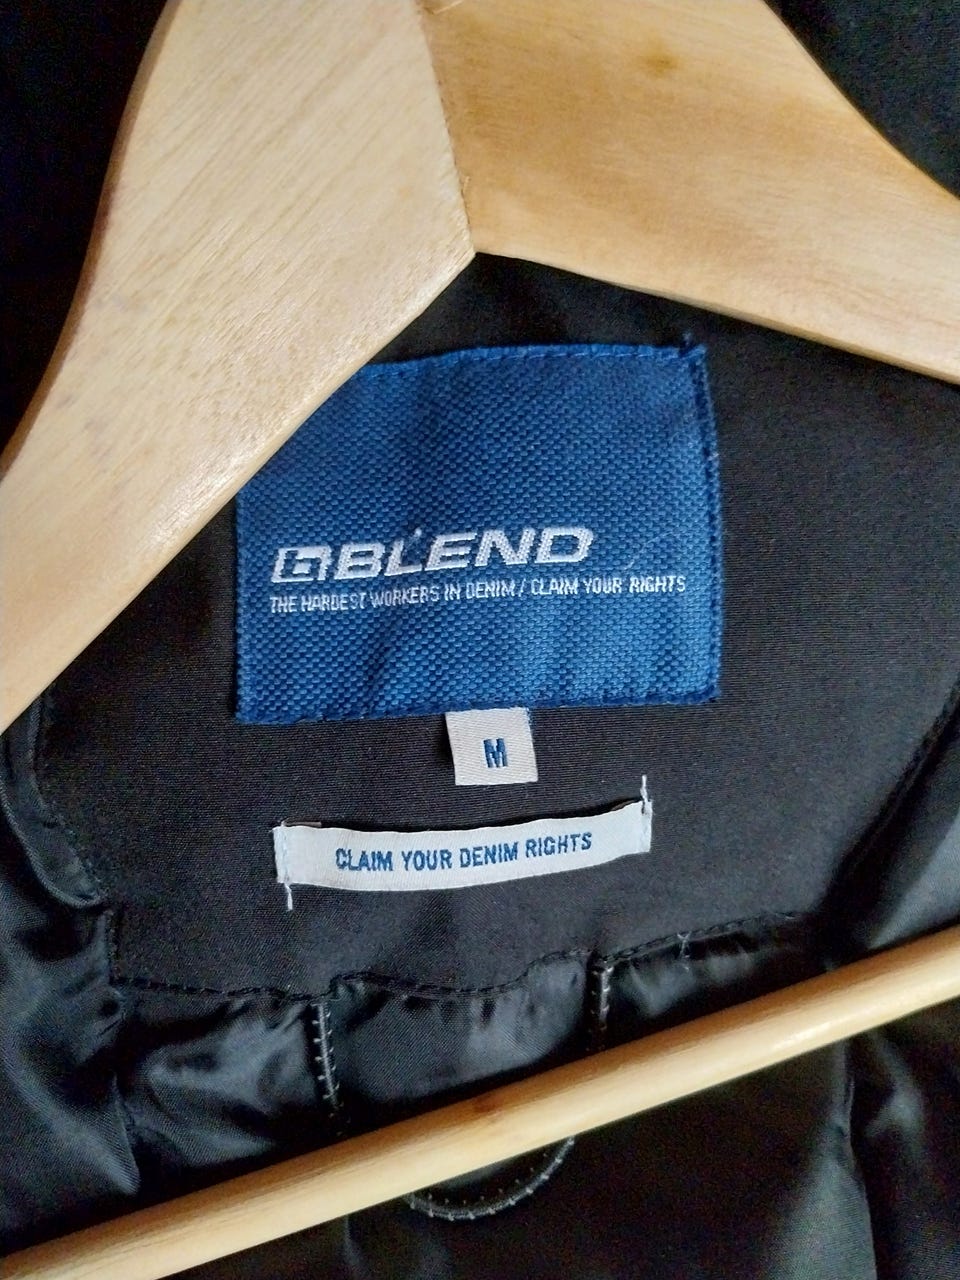 BLEND
THE HARDEST WORKERS IN DENIM / CLAIM YOUR RIGHTS
M
CLAIM YOUR DENIM RIGHTS